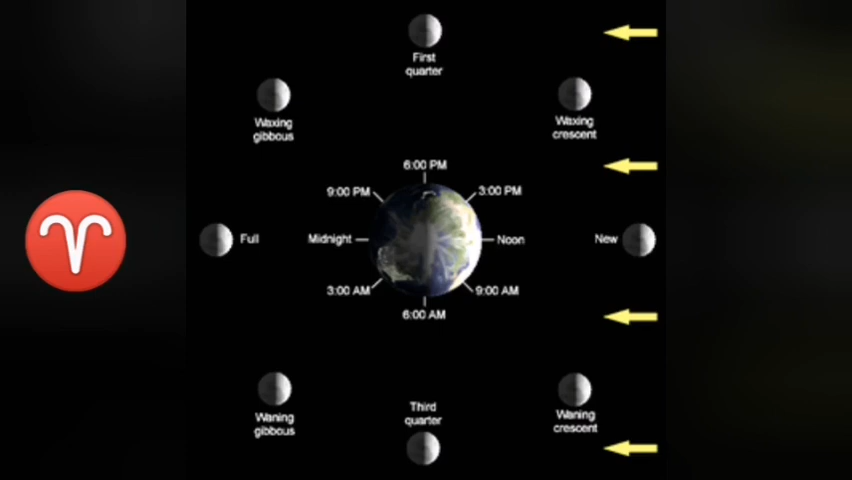 First
quarter
Waxing
gibbous
Waxing
crescent
6:00 PM
9:00 PM
3:00 PM
Full
Midnight
Noon
New
3:00 AM
9:00 AM
6:00 AM
Waning
gibbous
Third
quarter
Waning
crescent